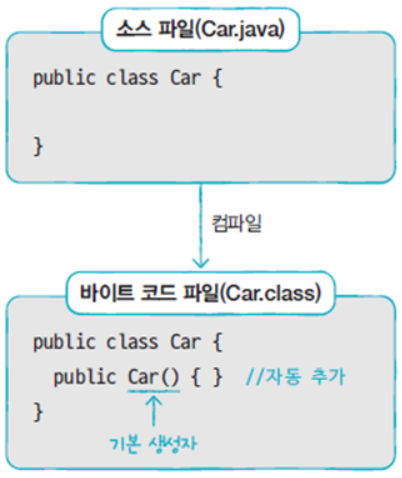 소스 파일(Car.java)
public class Car {
}
컴파일
바이트 코드 파일(Car.class)
public class Car {
public Car() { } //자동 추가
}
기본 생성자